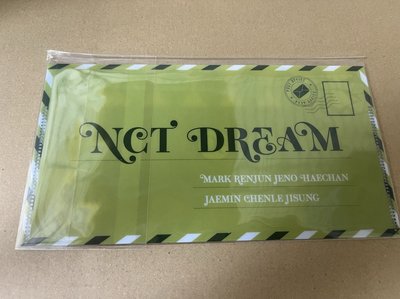 NCT DREAM
MARK RENJUN JENO HAECHAN
JAEMIN CHENLE JISUNG